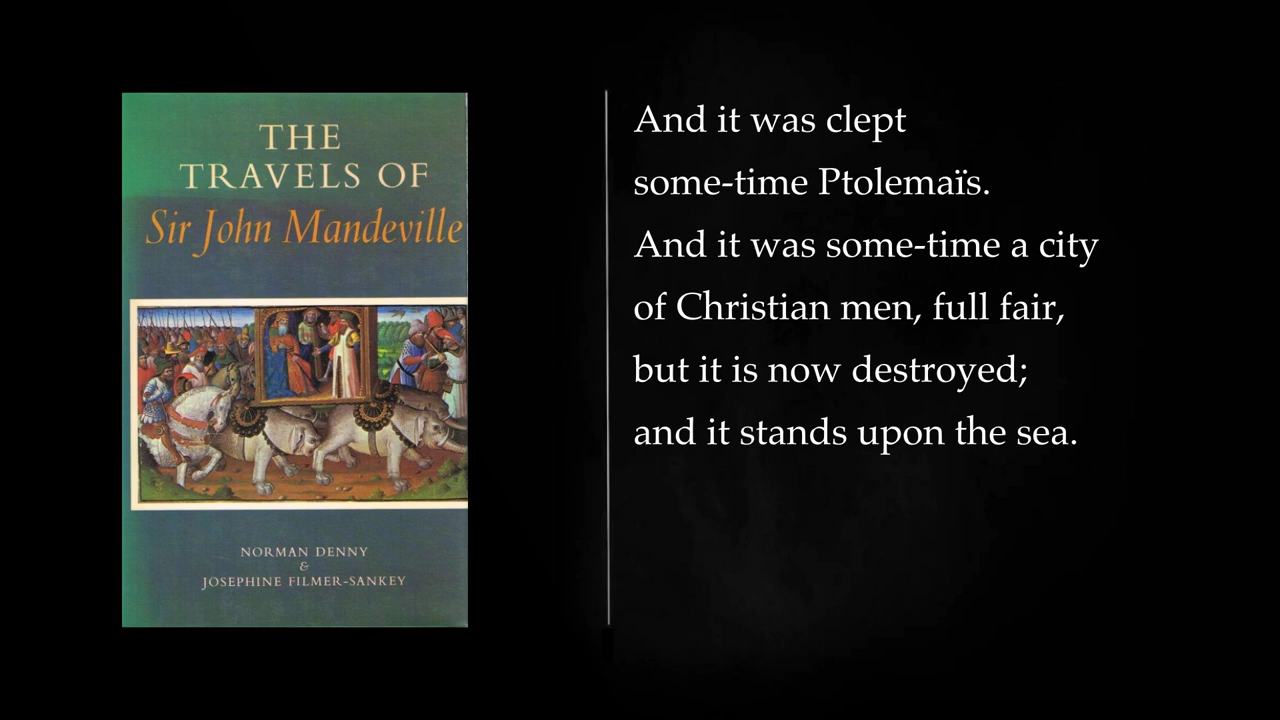 THE
TRAVELS OF
Sir John Mandeville
NORMAN DENNY
&
JOSEPHINE FILMER-SANKEY
And it was clept
some-time Ptolemaïs.
And it was some-time a city
of Christian men, full fair,
but it is now destroyed;
and it stands upon the sea.